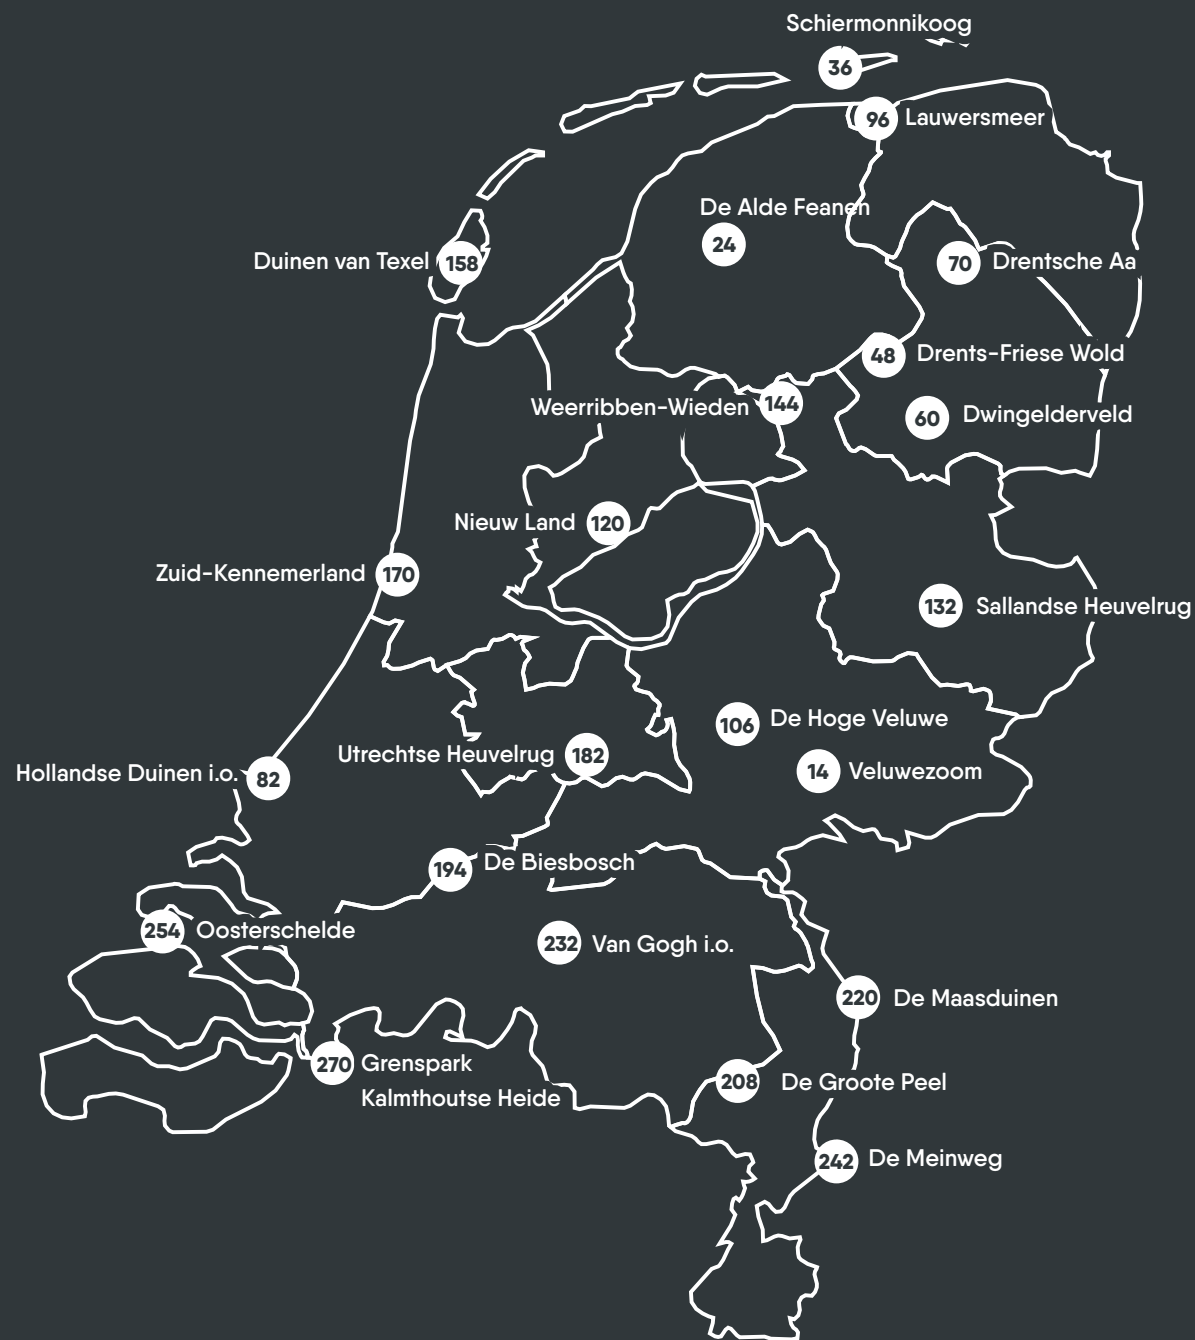 Schiermonnikoog
36
96 Lauwersmeer
De Alde Feanen
24
Duinen van Texel 158
70 Drentsche Aa
48 Drents-Friese Wold
Weerribben-Wieden 144
60 Dwingelderveld
Nieuw Land 120
Zuid-Kennemerland 170
132 Sallandse Heuvelrug
106 De Hoge Veluwe
Utrechtse Heuvelrug 182
14 Veluwezoom
Hollandse Duinen i.o. 82
194 De Biesbosch
254 Oosterschelde
232 Van Gogh i.o.
220 De Maasduinen
270 Grenspark
Kalmthoutse Heide
208 De Groote Peel
242 De Meinweg